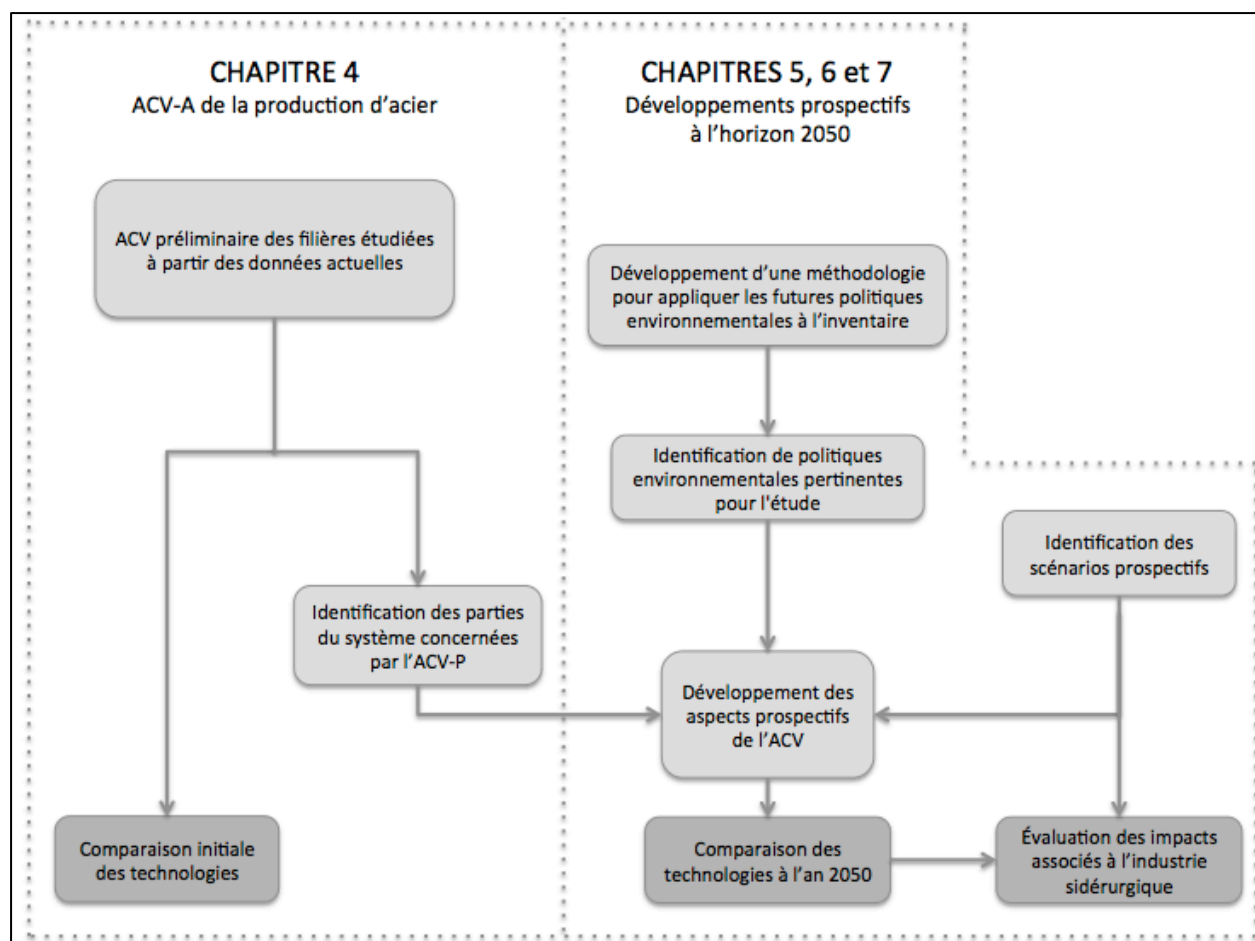 CHAPITRE 4
ACV-A de la production d’acier
ACV préliminaire des filières étudiées
à partir des données actuelles
Identification des parties
du système concernées
par l’ACV-P
Comparaison initiale
des technologies
CHAPITRES 5, 6 et 7
Développements prospectifs
à l’horizon 2050
Développement d’une méthodologie
pour appliquer les futures politiques
environnementales à l’inventaire
Identification de politiques
environnementales pertinentes
pour l'étude
Identification des
scénarios prospectifs
Développement des
aspects prospectifs
de l’ACV
Comparaison des
technologies à l’an 2050
Évaluation des impacts
associés à l’industrie
sidérurgique